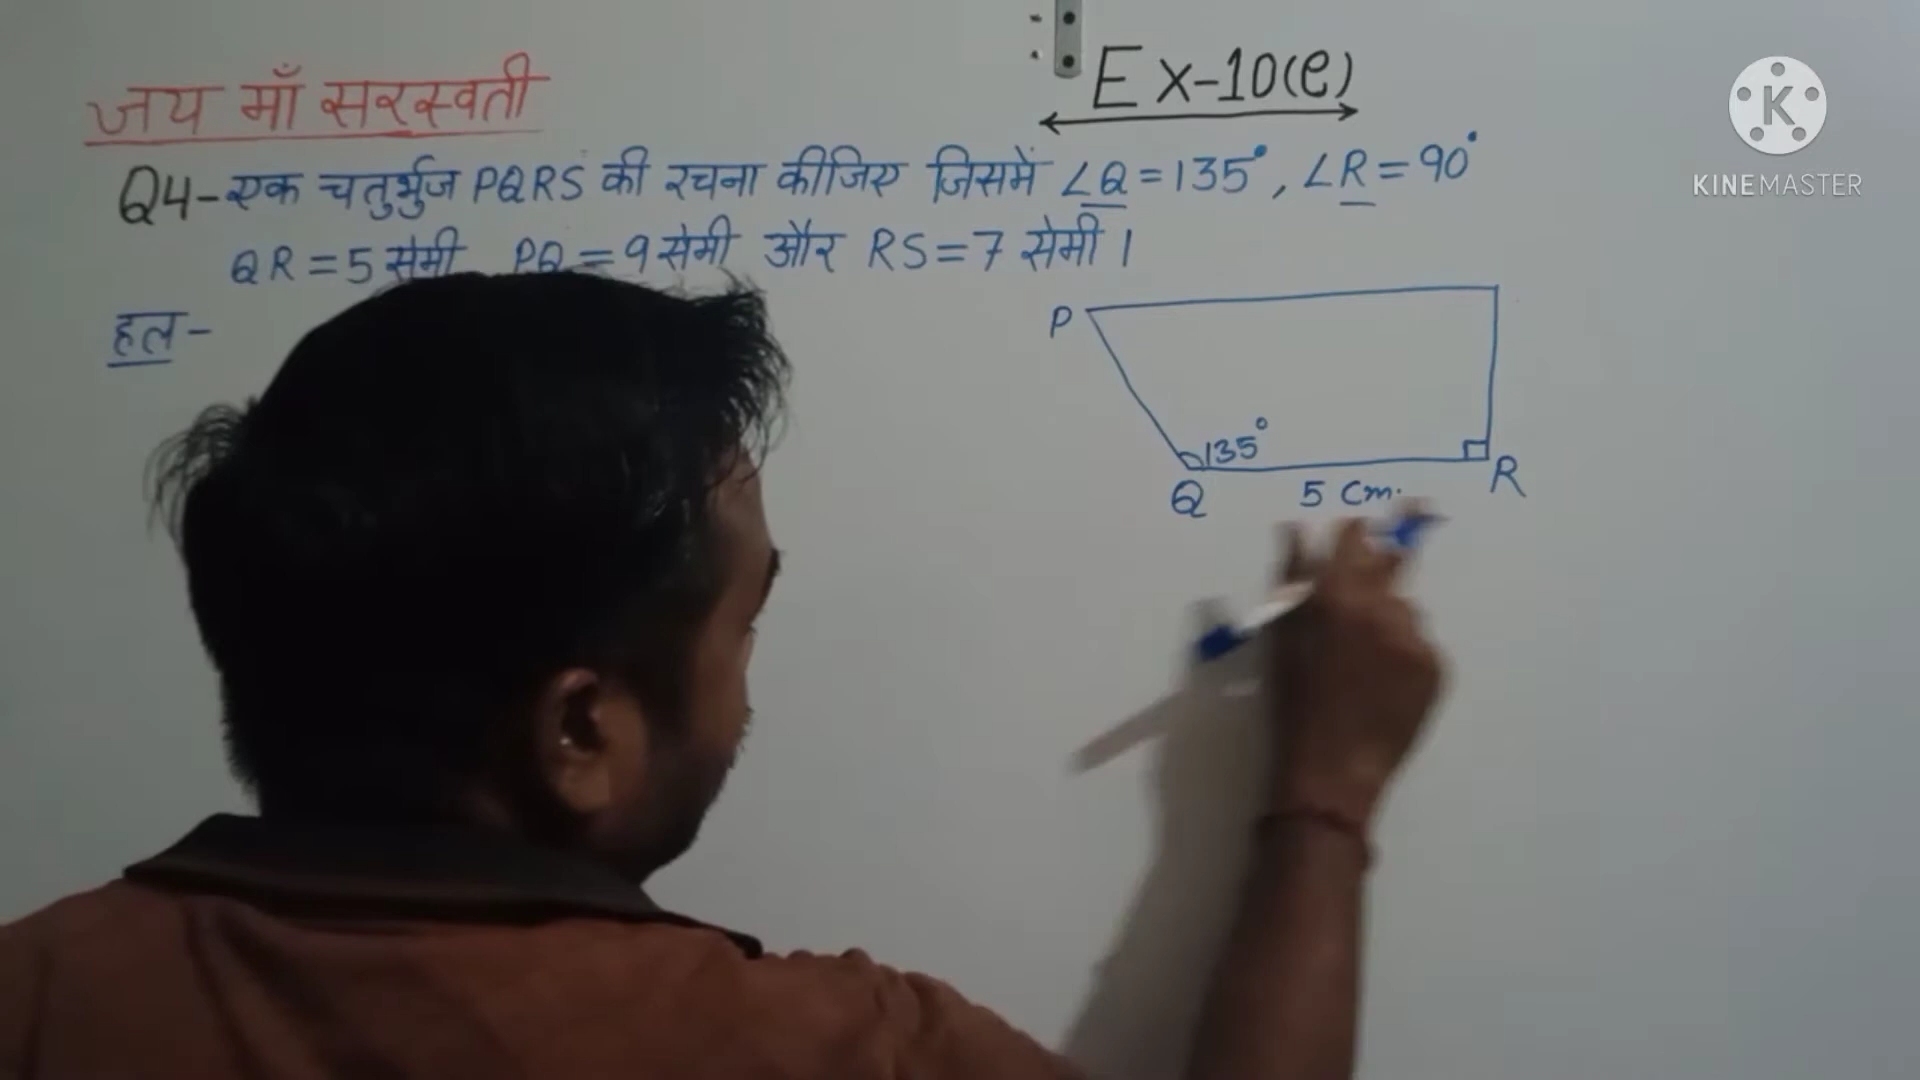 जय माँ सरस्वती
Ex-10(e)
Q4-एक चतुर्भुज PQRS की रचना कीजिए जिसमें ∠Q=135°, ∠R=90°
QR=5 सेमी PQ=9 सेमी और RS=7 सेमी।
हल-
P
135°
Q
5 Cm.
R
K
KINEMASTER